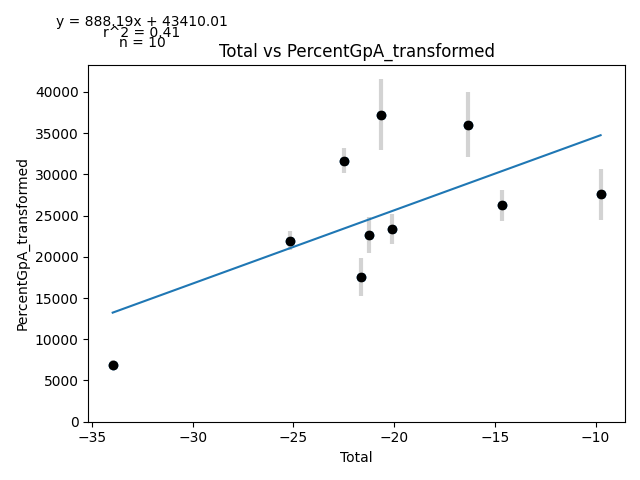 y = 888.19x + 43410.01
r^2 = 0.41
n = 10
Total vs PercentGpA_transformed
PercentGpA_transformed
40000
35000
30000
25000
20000
15000
10000
5000
0
−35 −30 −25 −20 −15 −10
Total